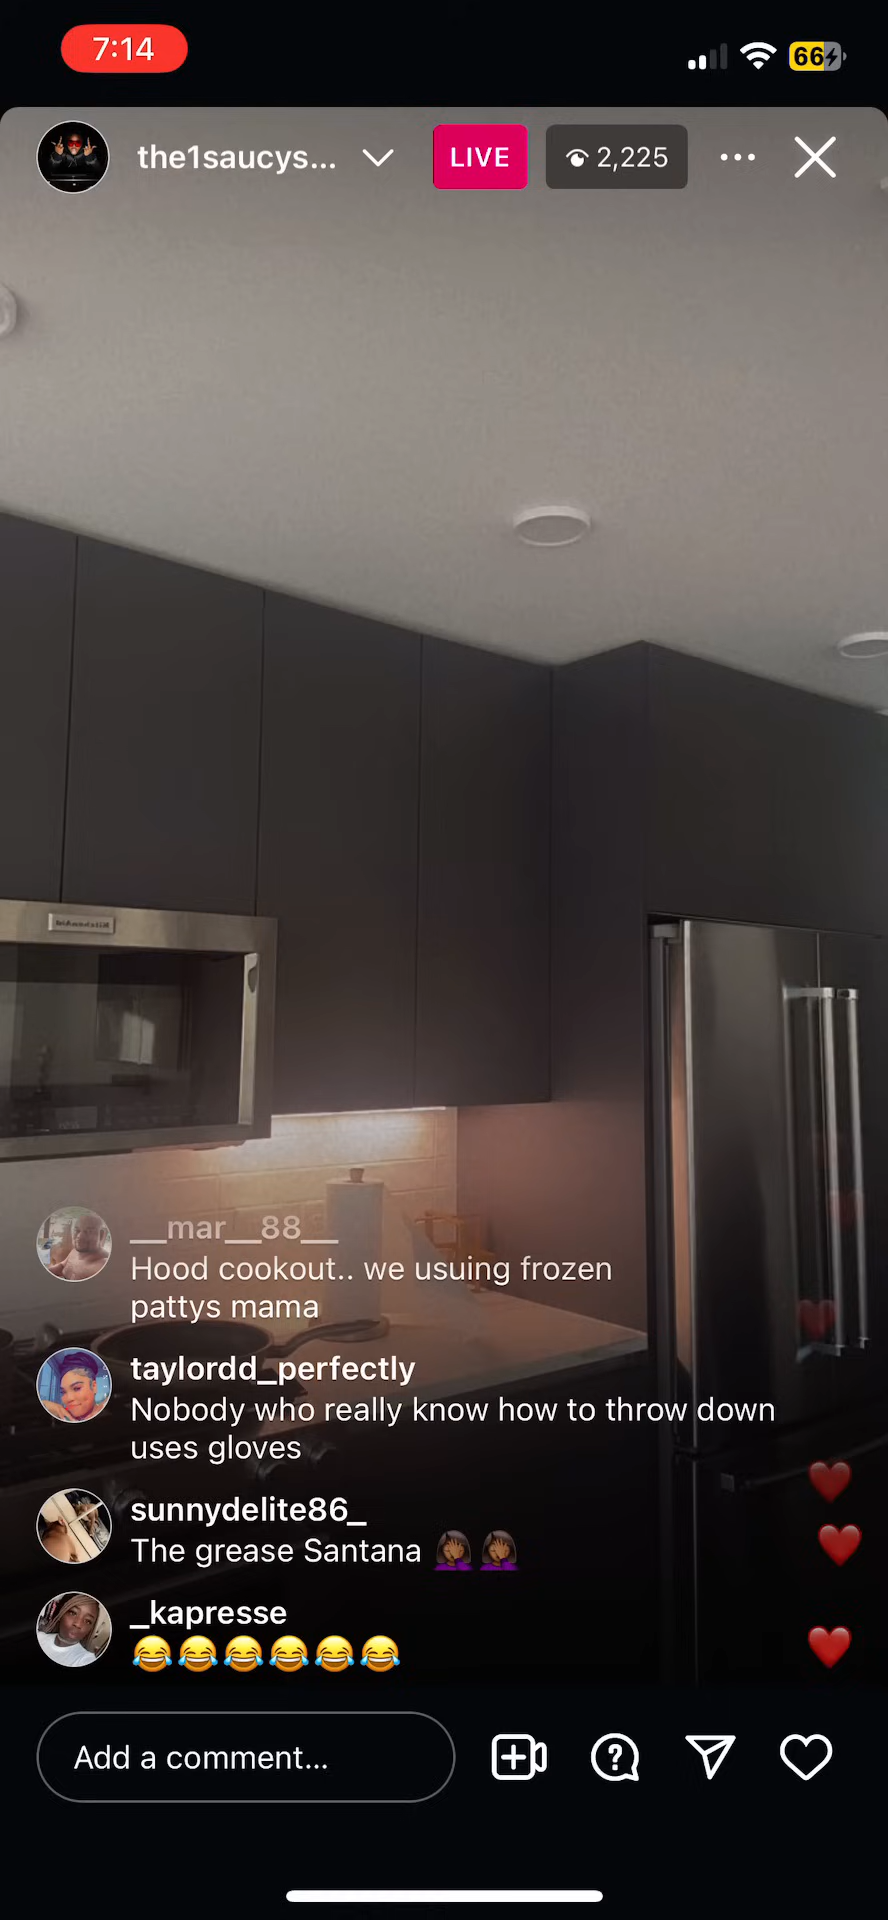 7:14
66
the1saucys...
LIVE
2,225
__mar__88__
Hood cookout.. we usuing frozen
pattys mama
taylordd_perfectly
Nobody who really know how to throw down
uses gloves
sunnydelite86_
The grease Santana 🤦🏾‍♀️🤦🏾‍♀️
_kapresse
😂😂😂😂😂😂
Add a comment...